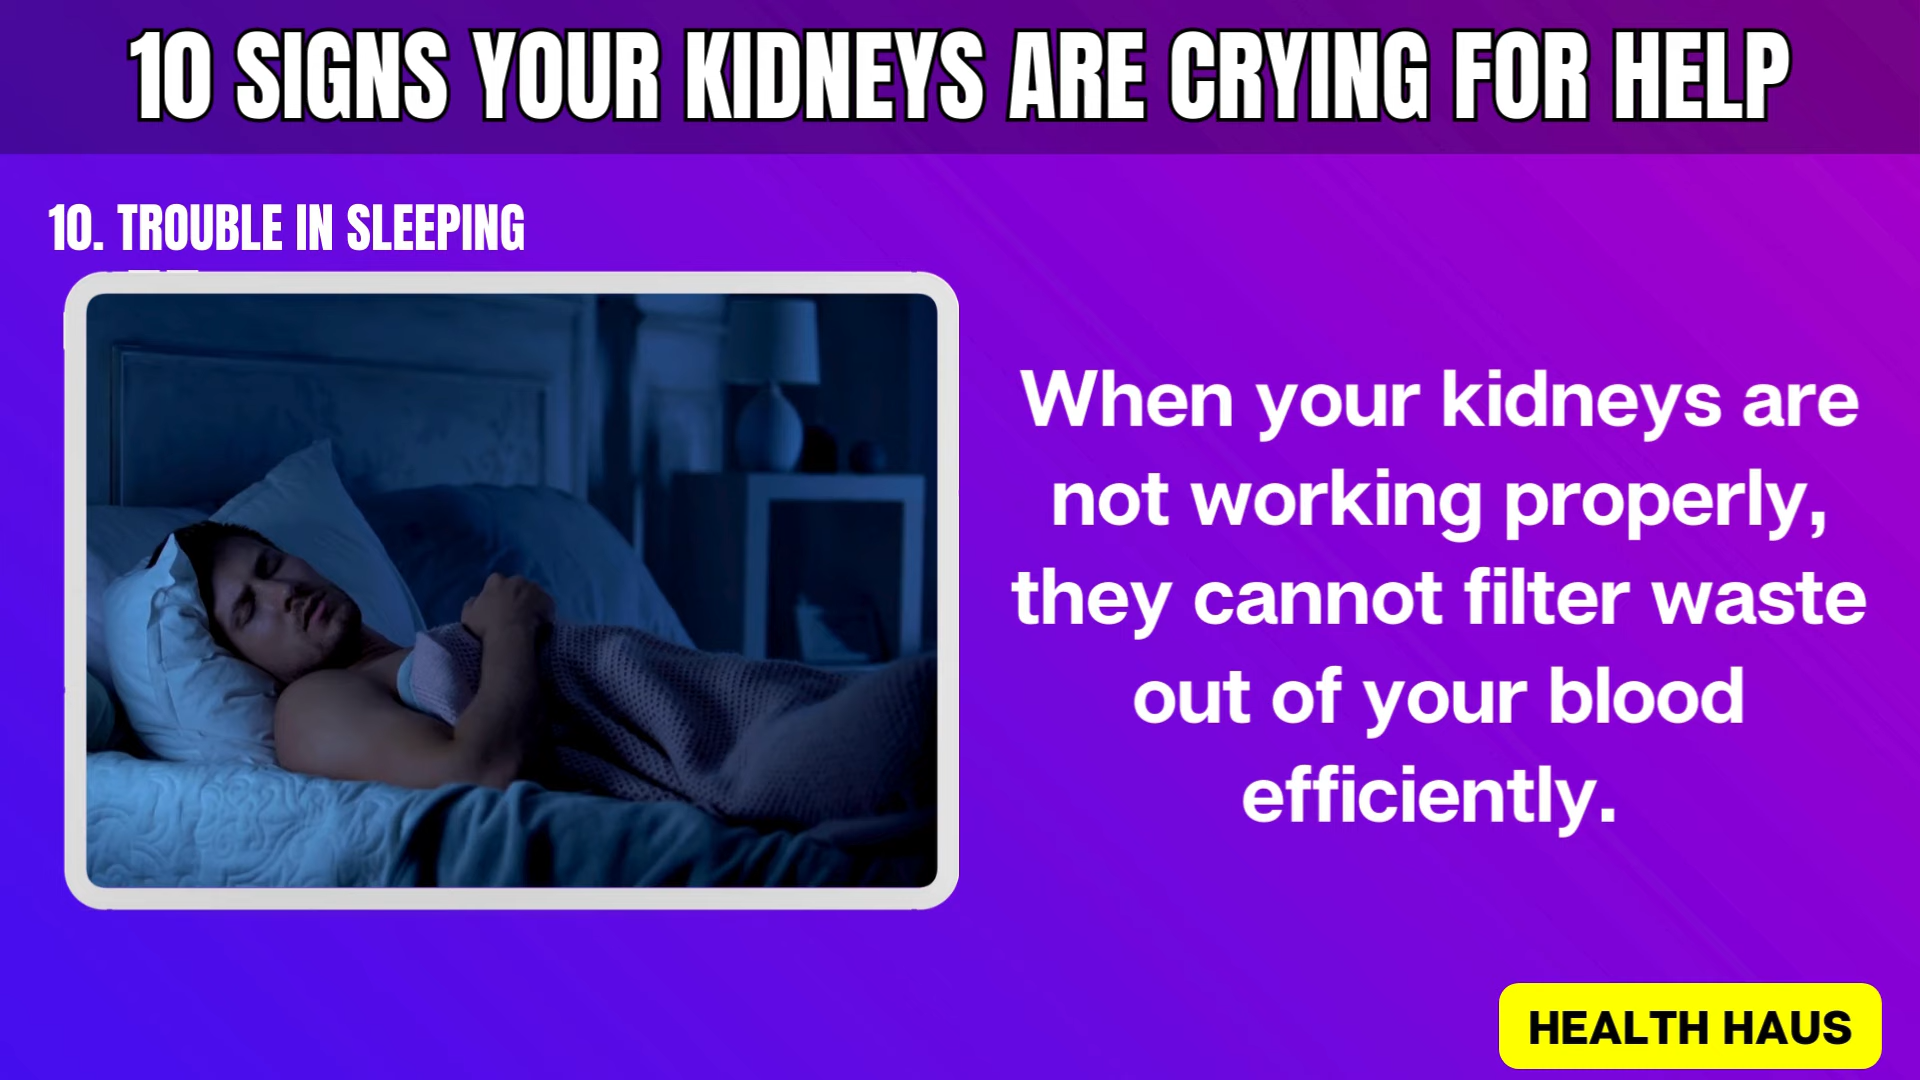 10 SIGNS YOUR KIDNEYS ARE CRYING FOR HELP
10. TROUBLE IN SLEEPING
When your kidneys are
not working properly,
they cannot filter waste
out of your blood
efficiently.
HEALTH HAUS